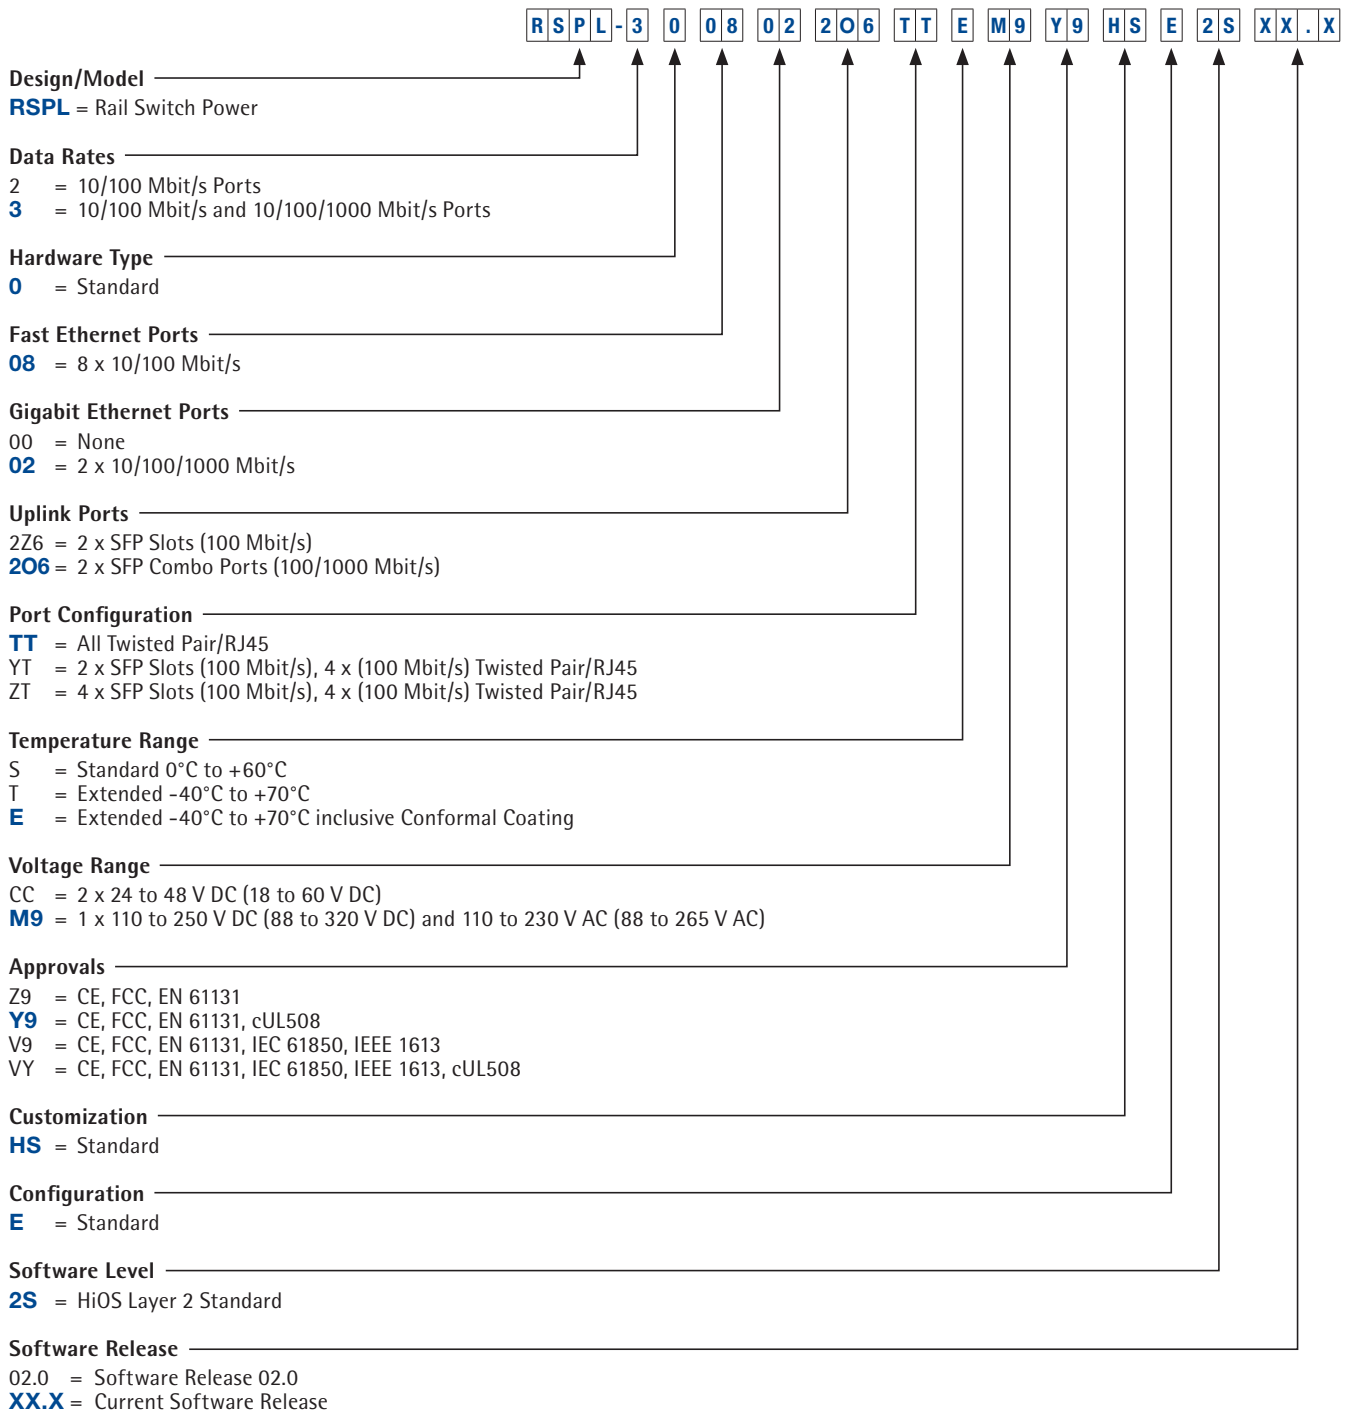 RSPL-3 0 08 02 2O6 TT E M9 Y9 HS E 2S XX.X
Design/Model
RSPL = Rail Switch Power
Data Rates
2 = 10/100 Mbit/s Ports
3 = 10/100 Mbit/s and 10/100/1000 Mbit/s Ports
Hardware Type
0 = Standard
Fast Ethernet Ports
08 = 8 x 10/100 Mbit/s
Gigabit Ethernet Ports
00 = None
02 = 2 x 10/100/1000 Mbit/s
Uplink Ports
2Z6 = 2 x SFP Slots (100 Mbit/s)
2O6 = 2 x SFP Combo Ports (100/1000 Mbit/s)
Port Configuration
TT = All Twisted Pair/RJ45
YT = 2 x SFP Slots (100 Mbit/s), 4 x (100 Mbit/s) Twisted Pair/RJ45
ZT = 4 x SFP Slots (100 Mbit/s), 4 x (100 Mbit/s) Twisted Pair/RJ45
Temperature Range
S = Standard 0°C to +60°C
T = Extended -40°C to +70°C
E = Extended -40°C to +70°C inclusive Conformal Coating
Voltage Range
CC = 2 x 24 to 48 V DC (18 to 60 V DC)
M9 = 1 x 110 to 250 V DC (88 to 320 V DC) and 110 to 230 V AC (88 to 265 V AC)
Approvals
Z9 = CE, FCC, EN 61131
Y9 = CE, FCC, EN 61131, cUL508
V9 = CE, FCC, EN 61131, IEC 61850, IEEE 1613
VY = CE, FCC, EN 61131, IEC 61850, IEEE 1613, cUL508
Customization
HS = Standard
Configuration
E = Standard
Software Level
2S = HiOS Layer 2 Standard
Software Release
02.0 = Software Release 02.0
XX.X = Current Software Release